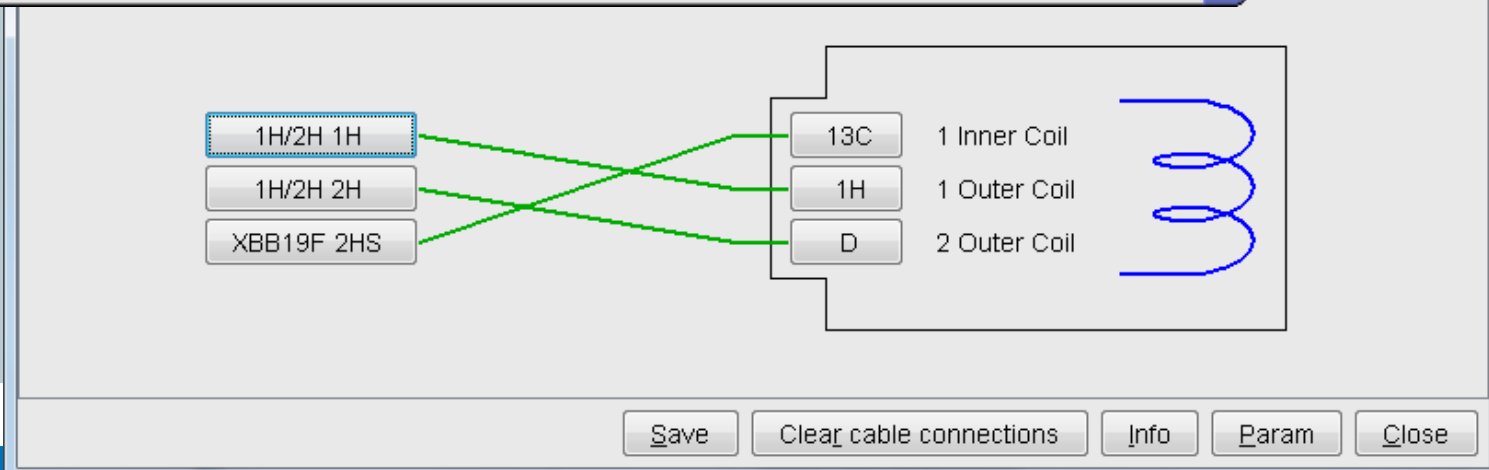 1H/2H 1H 13C 1 Inner Coil
1H/2H 2H 1H 1 Outer Coil
XBB19F 2HS D 2 Outer Coil
Save Clear cable connections Info Param Close